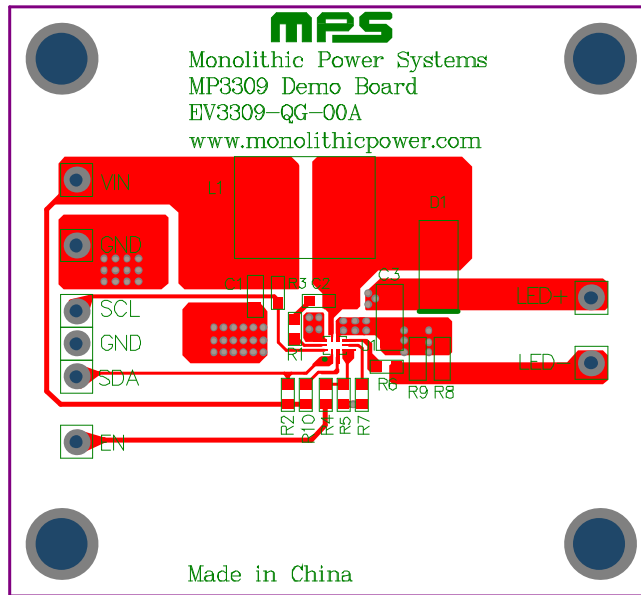 MPS
Monolithic Power Systems
MP3309 Demo Board
EV3309-QG-00A
www.monolithicpower.com
VIN
D1
GND
C1
R3
C2
C3
LED+
SCL
GND
R1
LED-
SDA
R6
R9
R8
R2
R10
R4
R5
R7
EN
Made in China